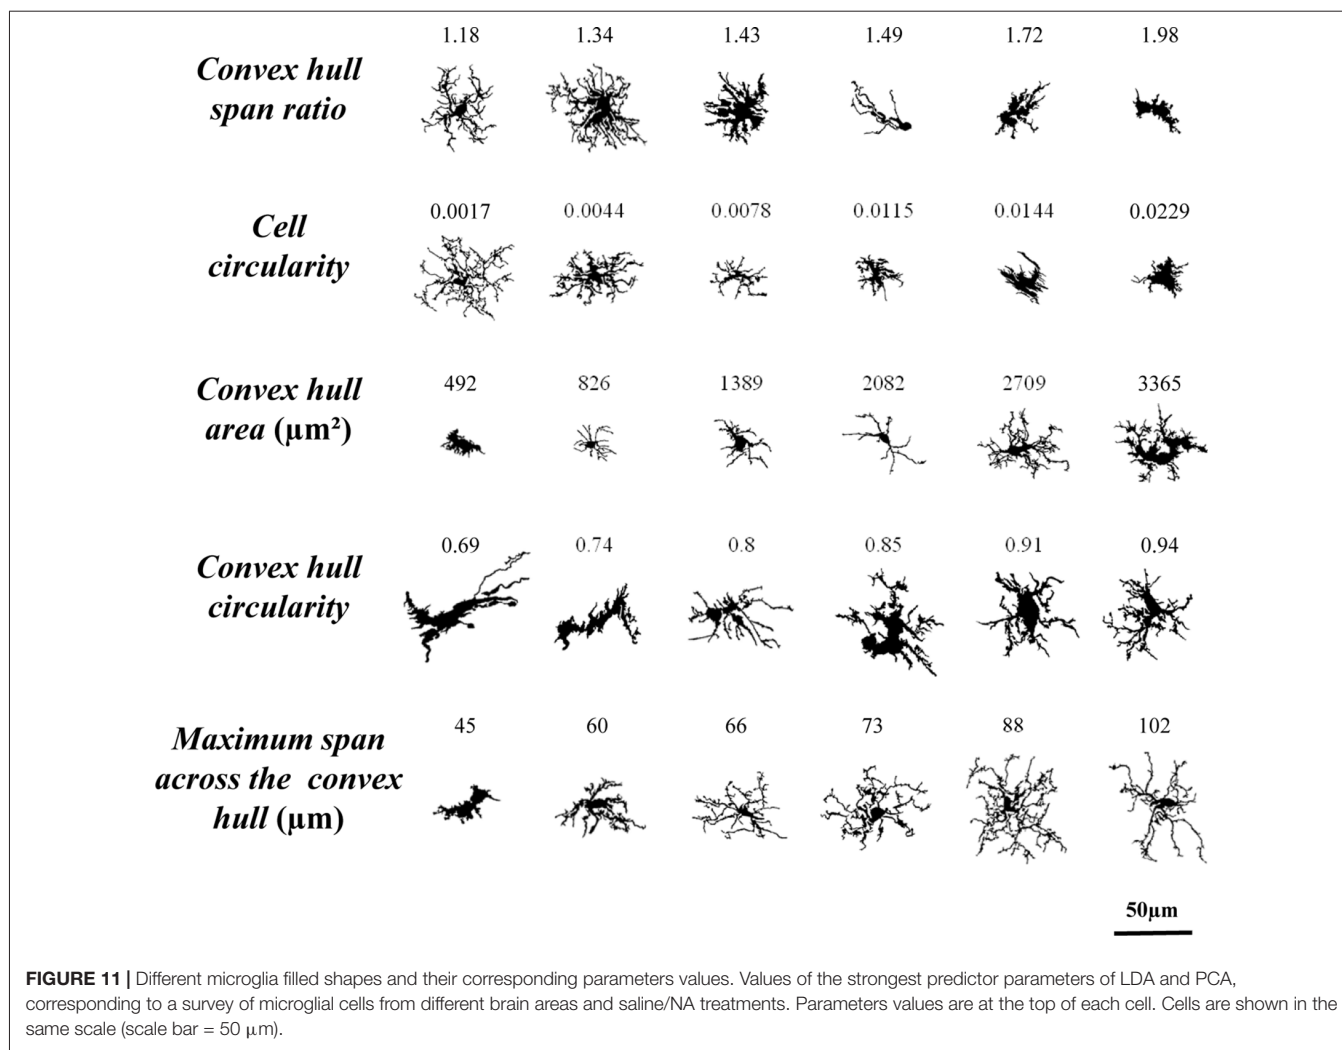 1.18 1.34 1.43 1.49 1.72 1.98
Convex hull
span ratio
0.0017 0.0044 0.0078 0.0115 0.0144 0.0229
Cell
circularity
492 826 1389 2082 2709 3365
Convex hull
area (µm²)
0.69 0.74 0.8 0.85 0.91 0.94
Convex hull
circularity
45 60 66 73 88 102
Maximum span
across the convex
hull (µm)
50µm
FIGURE 11 | Different microglia filled shapes and their corresponding parameters values. Values of the strongest predictor parameters of LDA and PCA,
corresponding to a survey of microglial cells from different brain areas and saline/NA treatments. Parameters values are at the top of each cell. Cells are shown in the
same scale (scale bar = 50 µm).